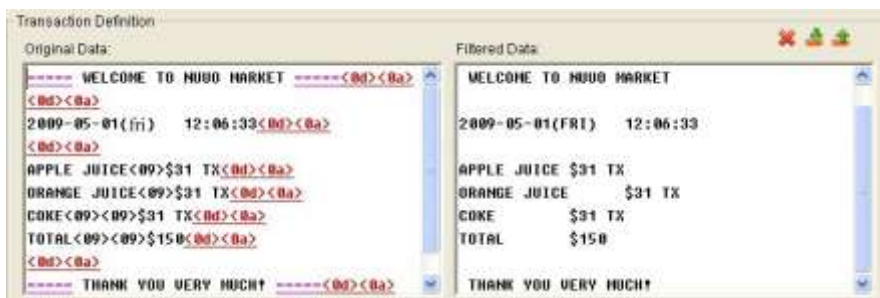 Transaction Definition
Original Data:
----- WELCOME TO NUUO MARKET -----<0d><0a>
<0d><0a>
2009-05-01(fri) 12:06:33<0d><0a>
<0d><0a>
APPLE JUICE<09>$31 TX<0d><0a>
ORANGE JUICE<09>$31 TX<0d><0a>
COKE<09><09>$31 TX<0d><0a>
TOTAL<09><09>$150<0d><0a>
<0d><0a>
----- THANK YOU VERY MUCH! -----<0d><0a>
Filtered Data:
WELCOME TO NUUO MARKET
2009-05-01(FRI) 12:06:33
APPLE JUICE $31 TX
ORANGE JUICE $31 TX
COKE $31 TX
TOTAL $150
THANK YOU VERY MUCH!